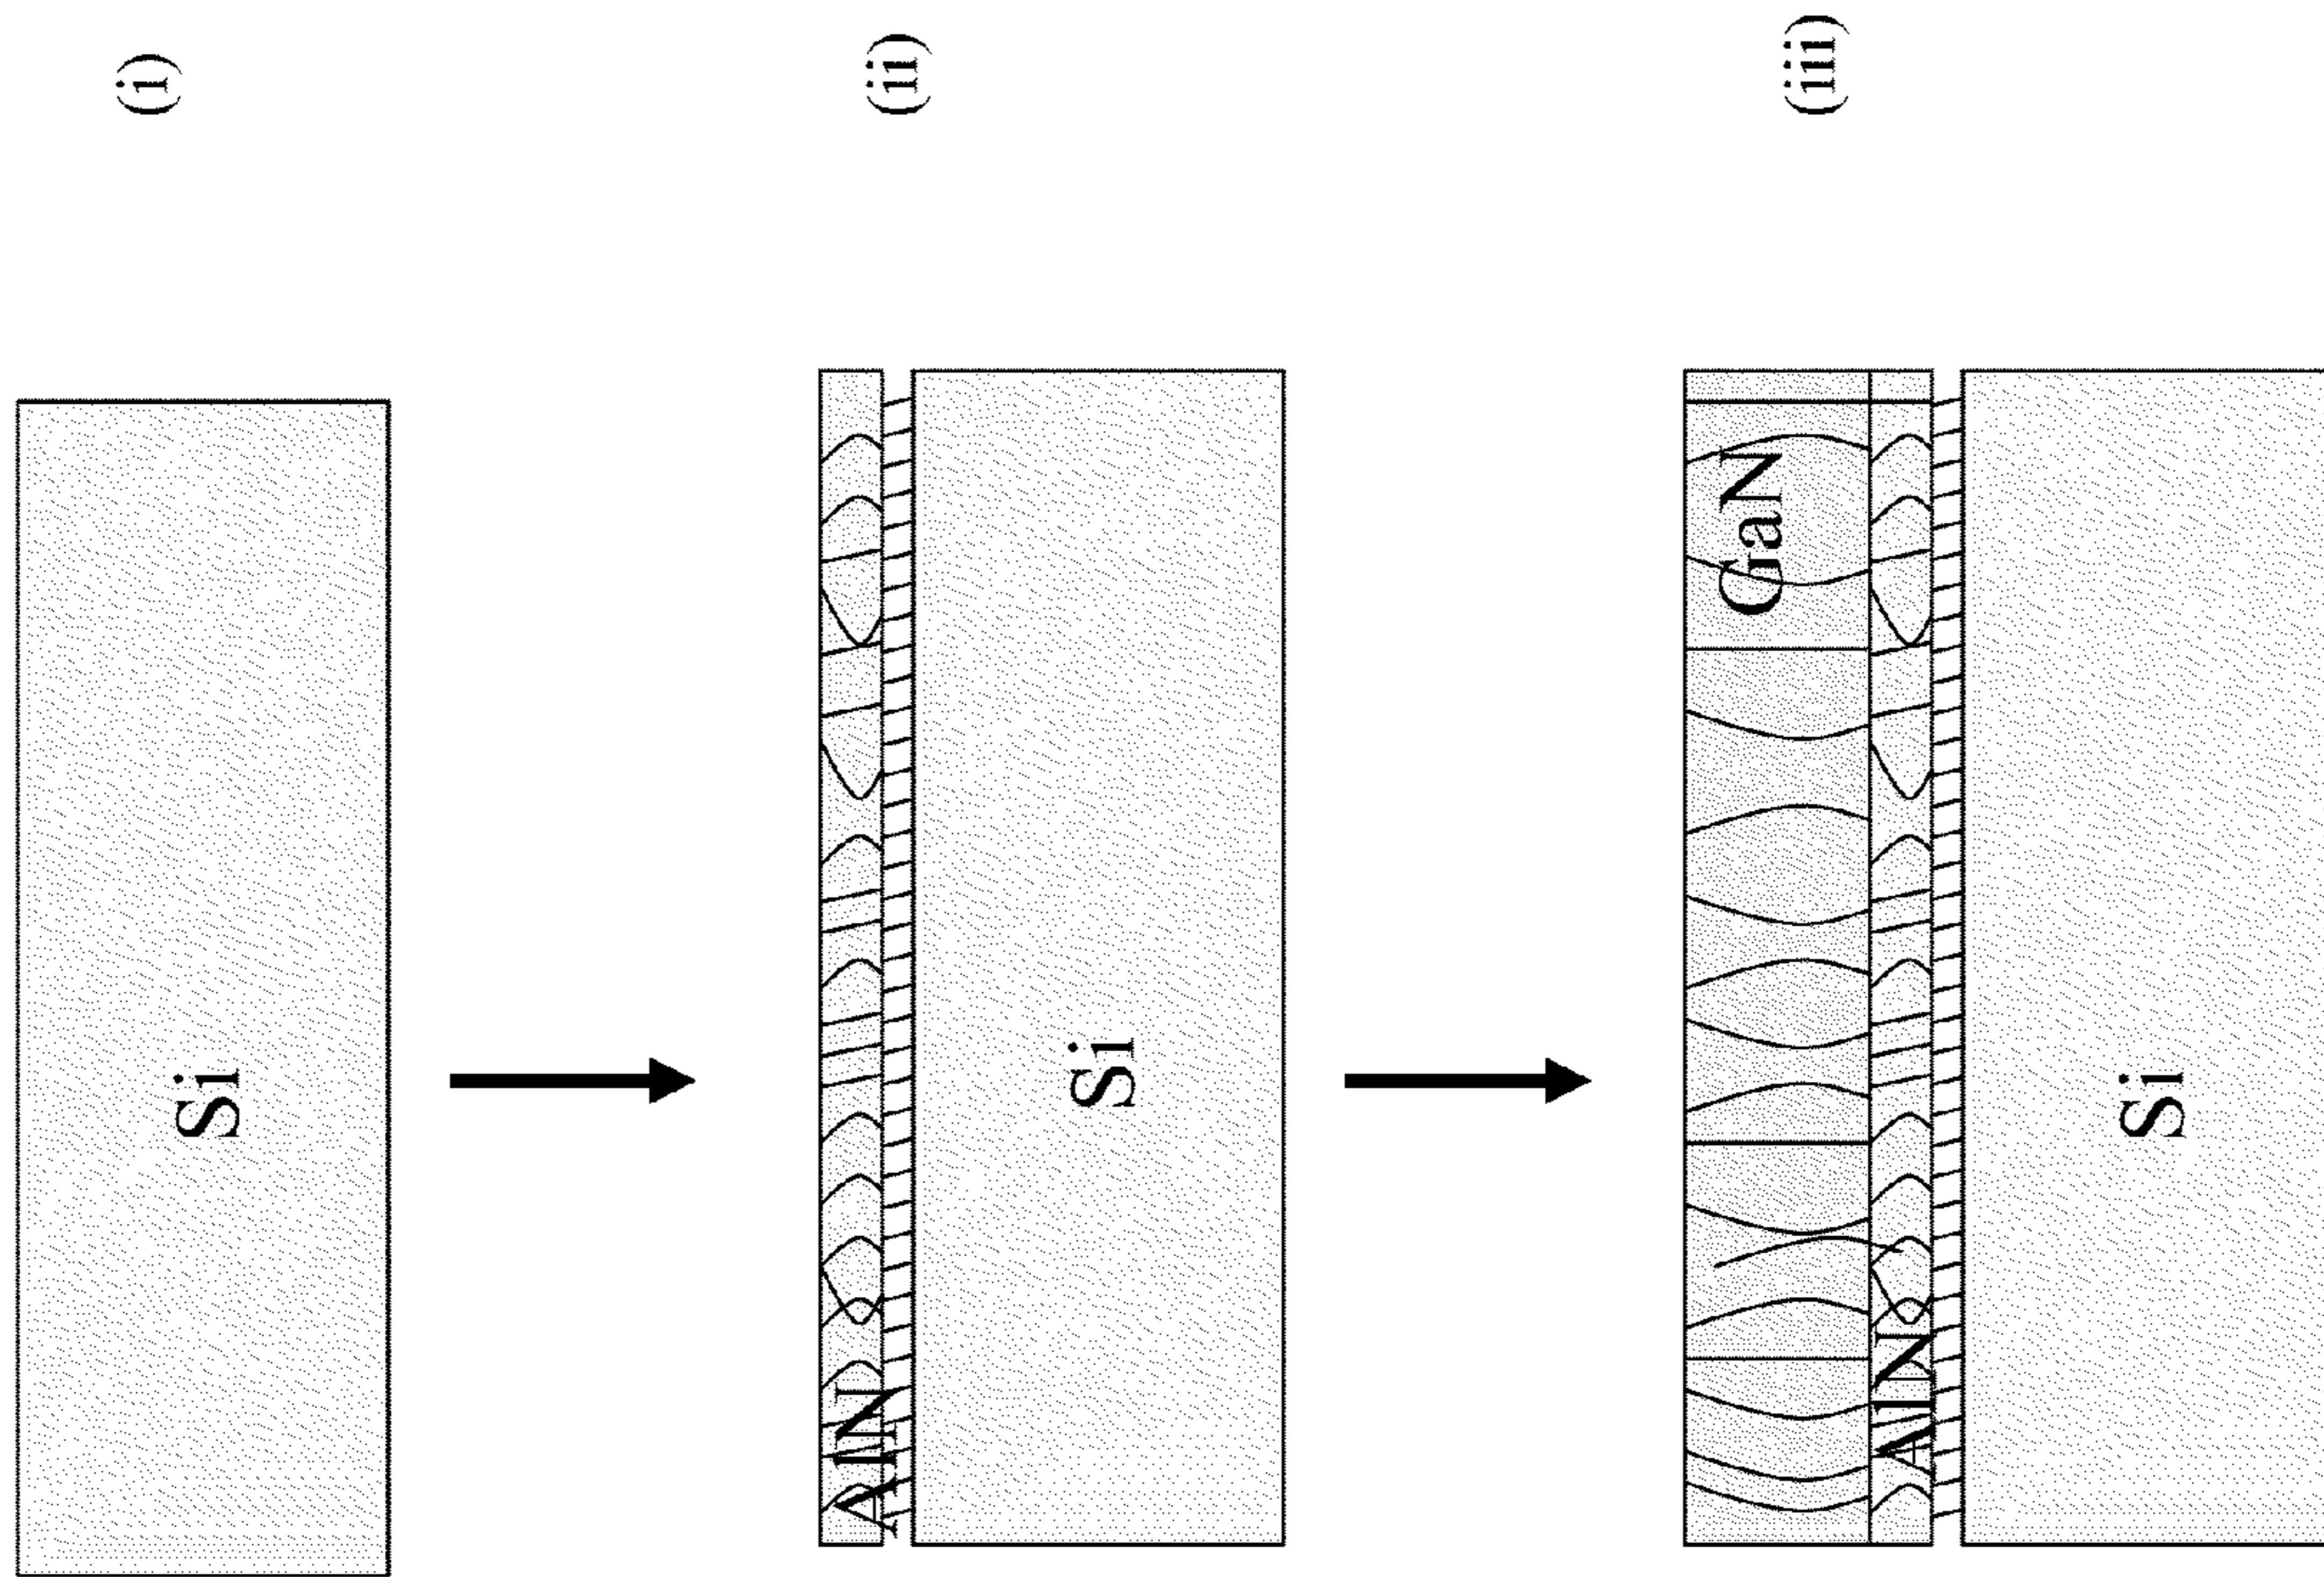 (i)
Si
(ii)
AlN
Si
(iii)
GaN
AlN
Si